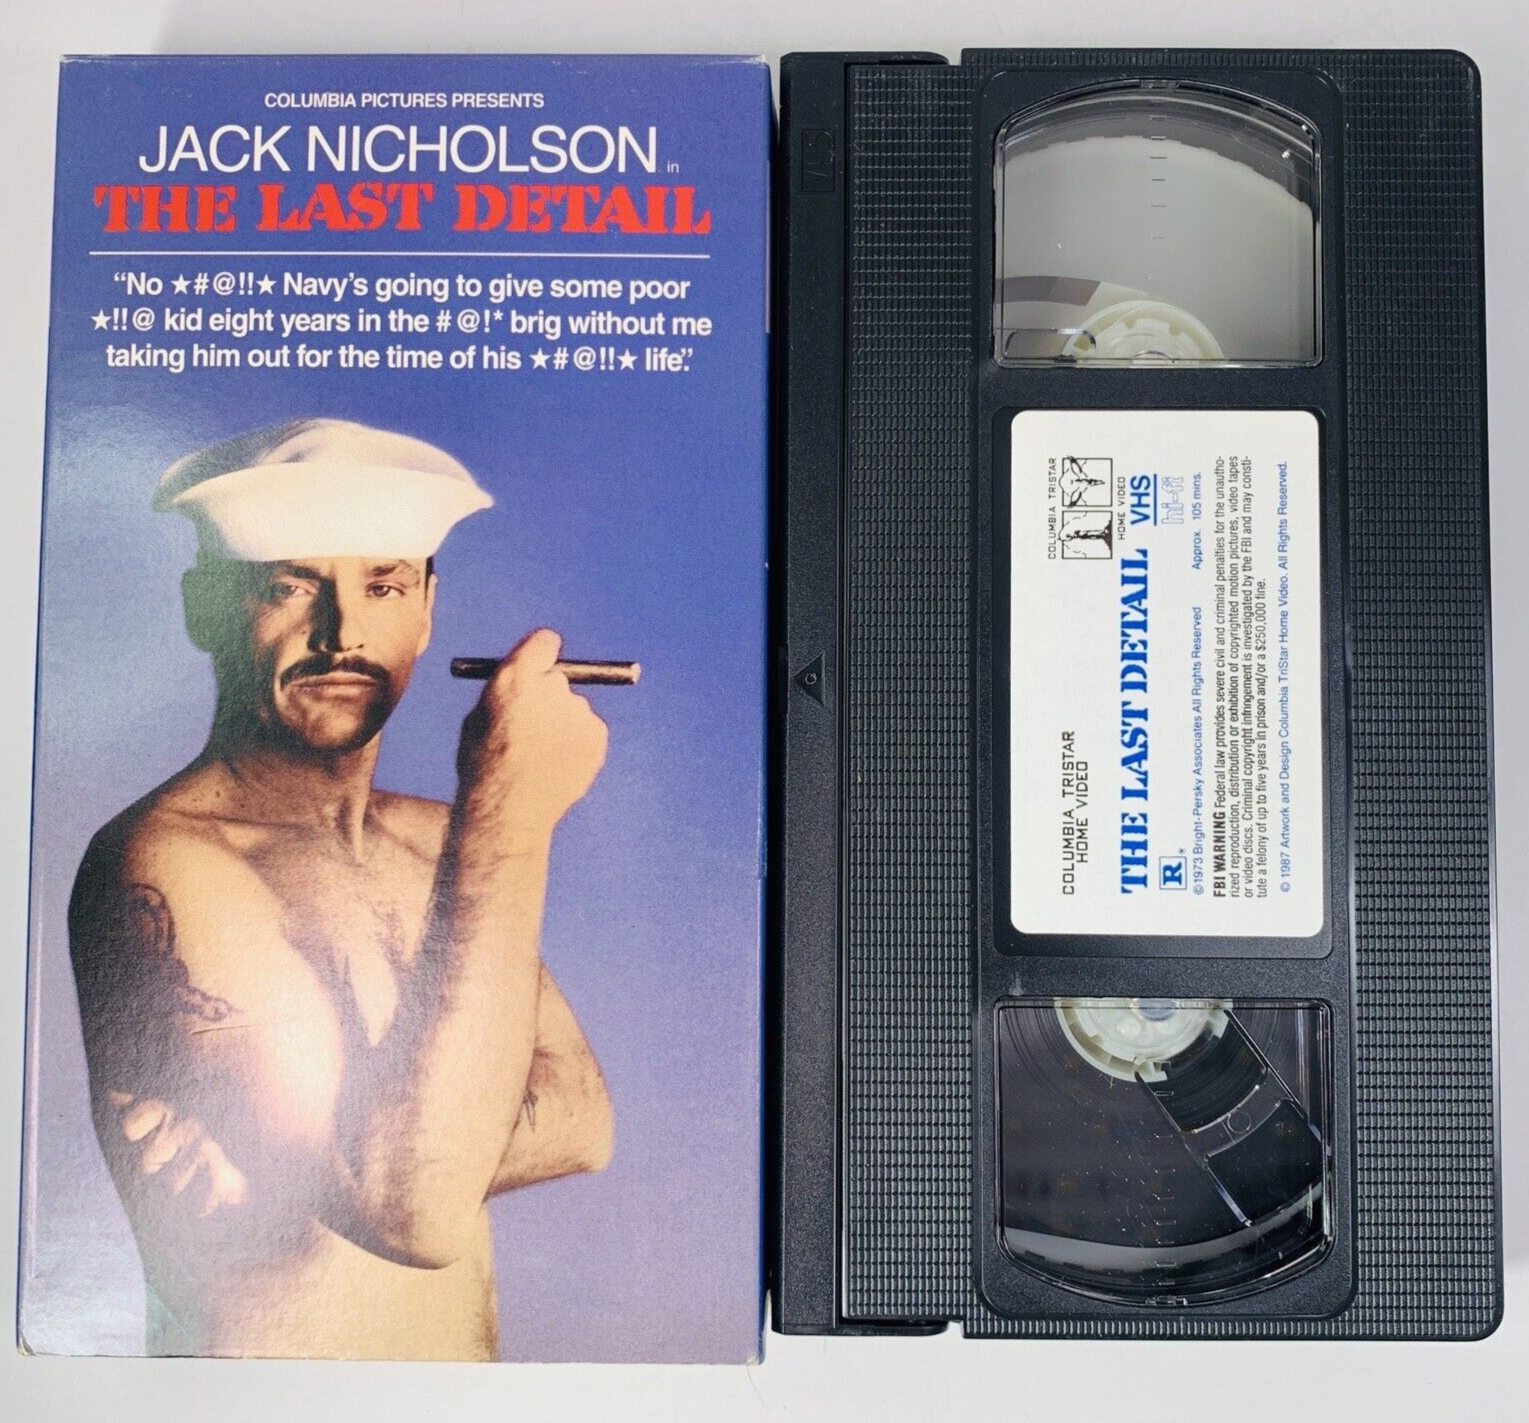 COLUMBIA PICTURES PRESENTS
JACK NICHOLSON in
THE LAST DETAIL
“No ★#@!!★ Navy’s going to give some poor
★!!@ kid eight years in the #@!* brig without me
taking him out for the time of his ★#@!!★ life”.
COLUMBIA TRISTAR
HOME VIDEO
COLUMBIA TRISTAR
HOME VIDEO
THE LAST DETAIL
VHS
hi-fi
R®
©1973 Bright-Persky Associates All Rights Reserved Approx. 105 mins.
FBI WARNING Federal law provides severe civil and criminal penalties for the unautho-
rized reproduction, distribution or exhibition of copyrighted motion pictures, video tapes
or video discs. Criminal copyright infringement is investigated by the FBI and may consti-
tute a felony of up to five years in prison and/or a $250,000 fine.
© 1987 Artwork and Design Columbia TriStar Home Video. All Rights Reserved.